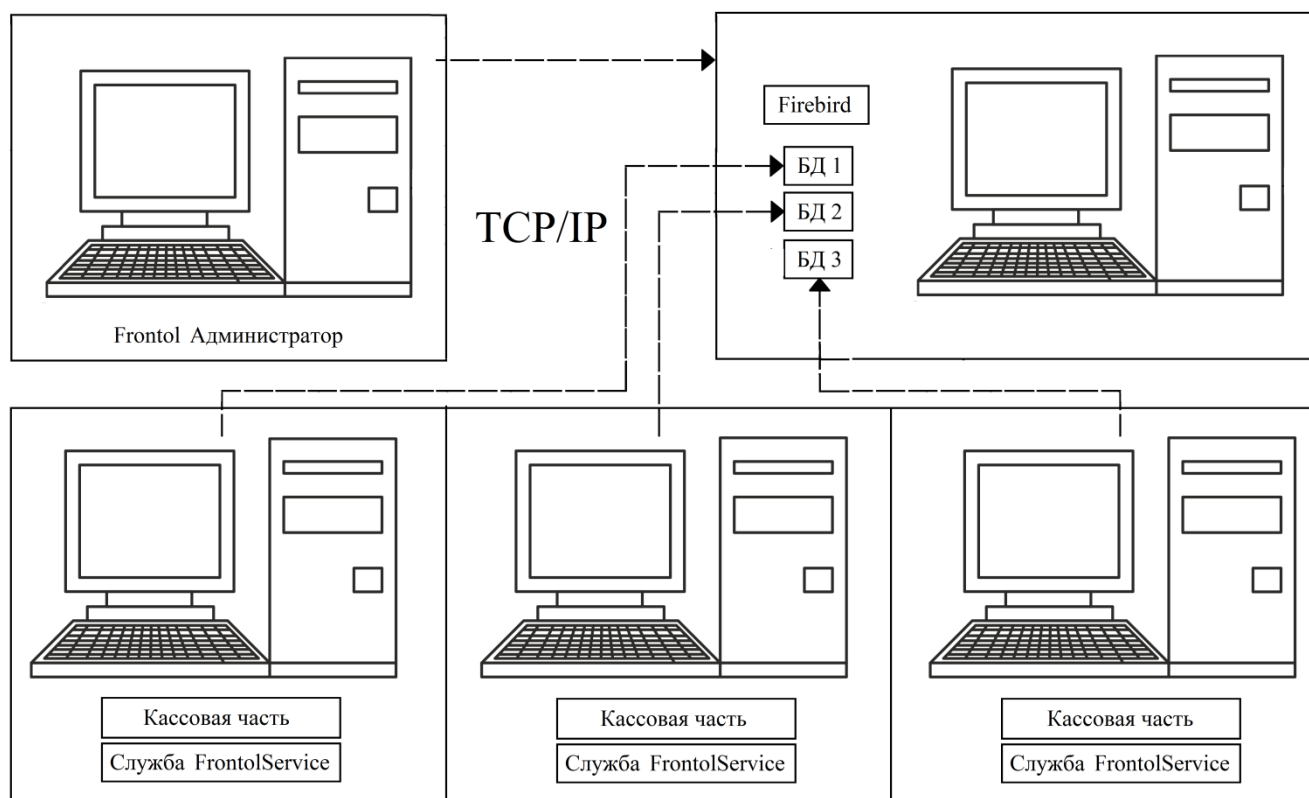 Firebird
БД 1
БД 2
БД 3
TCP/IP
Frontol Администратор
Кассовая часть
Служба FrontolService
Кассовая часть
Служба FrontolService
Кассовая часть
Служба FrontolService